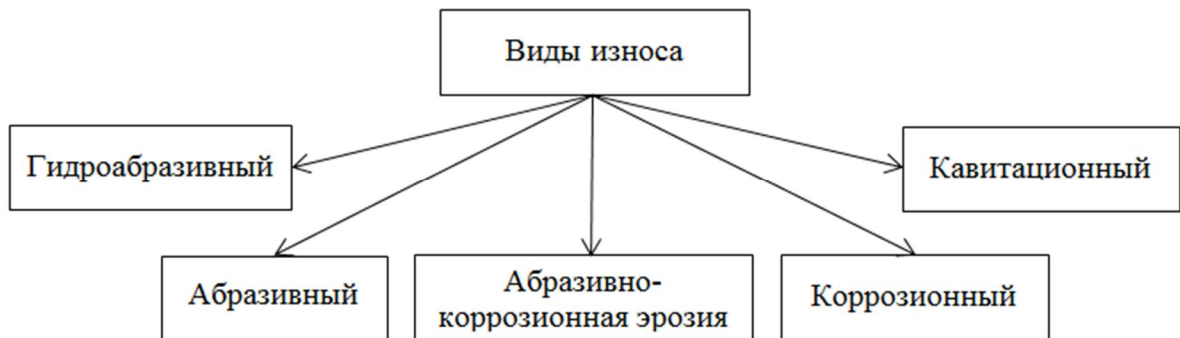 Виды износа
Гидроабразивный
Кавитационный
Абразивный
Абразивно-
коррозионная эрозия
Коррозионный